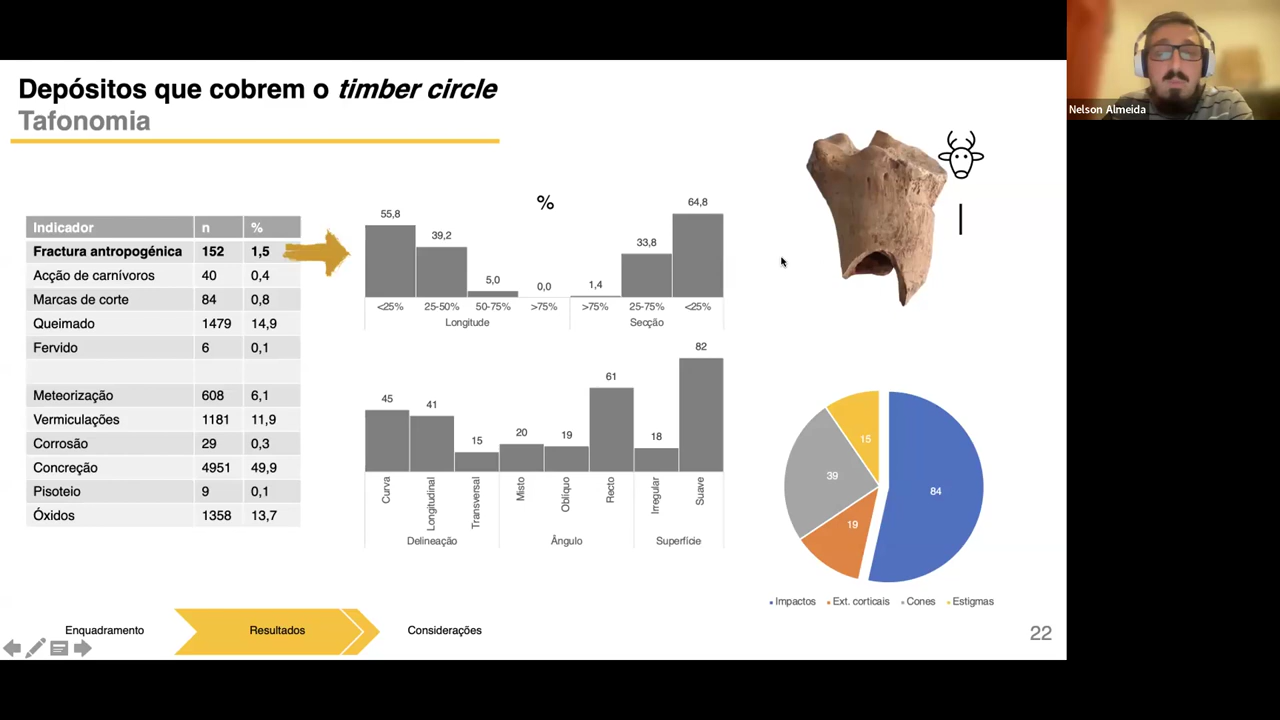 Depósitos que cobrem o timber circle
Tafonomia
Nelson Almeida
Indicador n %
Fractura antropogénica 152 1,5
Acção de carnívoros 40 0,4
Marcas de corte 84 0,8
Queimado 1479 14,9
Fervido 6 0,1
Meteorização 608 6,1
Vermiculações 1181 11,9
Corrosão 29 0,3
Concreção 4951 49,9
Pisoteio 9 0,1
Óxidos 1358 13,7
%
55,8 39,2 5,0 0,0 1,4 33,8 64,8
<25% 25-50% 50-75% >75% >75% 25-75% <25%
Longitude Secção
45 41 15 20 19 61 18 82
Curva Longitudinal Transversal Misto Oblíquo Recto Irregular Suave
Delineação Ângulo Superfície
15
39
84
19
Impactos Ext. corticais Cones Estigmas
Enquadramento Resultados Considerações
22